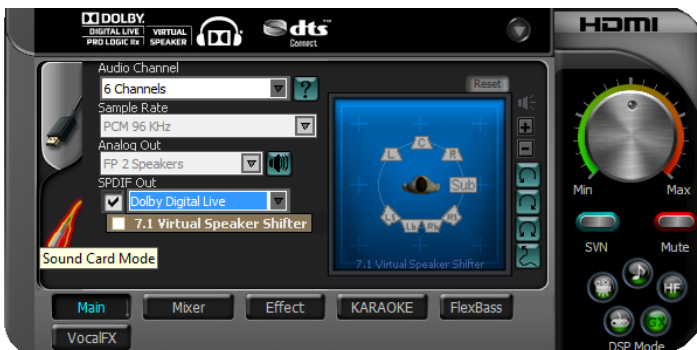 DOLBY.
DIGITAL LIVE
PRO LOGIC IIx
VIRTUAL
SPEAKER
dts
Connect
HDMI
Audio Channel
6 Channels
?
Reset
Sample Rate
PCM 96 KHz
Analog Out
FP 2 Speakers
SPDIF Out
Dolby Digital Live
7.1 Virtual Speaker Shifter
Sound Card Mode
L
C
R
Sub
L1
Lb
Rb
R1
7.1 Virtual Speaker Shifter
Min
Max
SVN
Mute
HF
GX
DSP Mode
Main
Mixer
Effect
KARAOKE
FlexBass
VocalFX